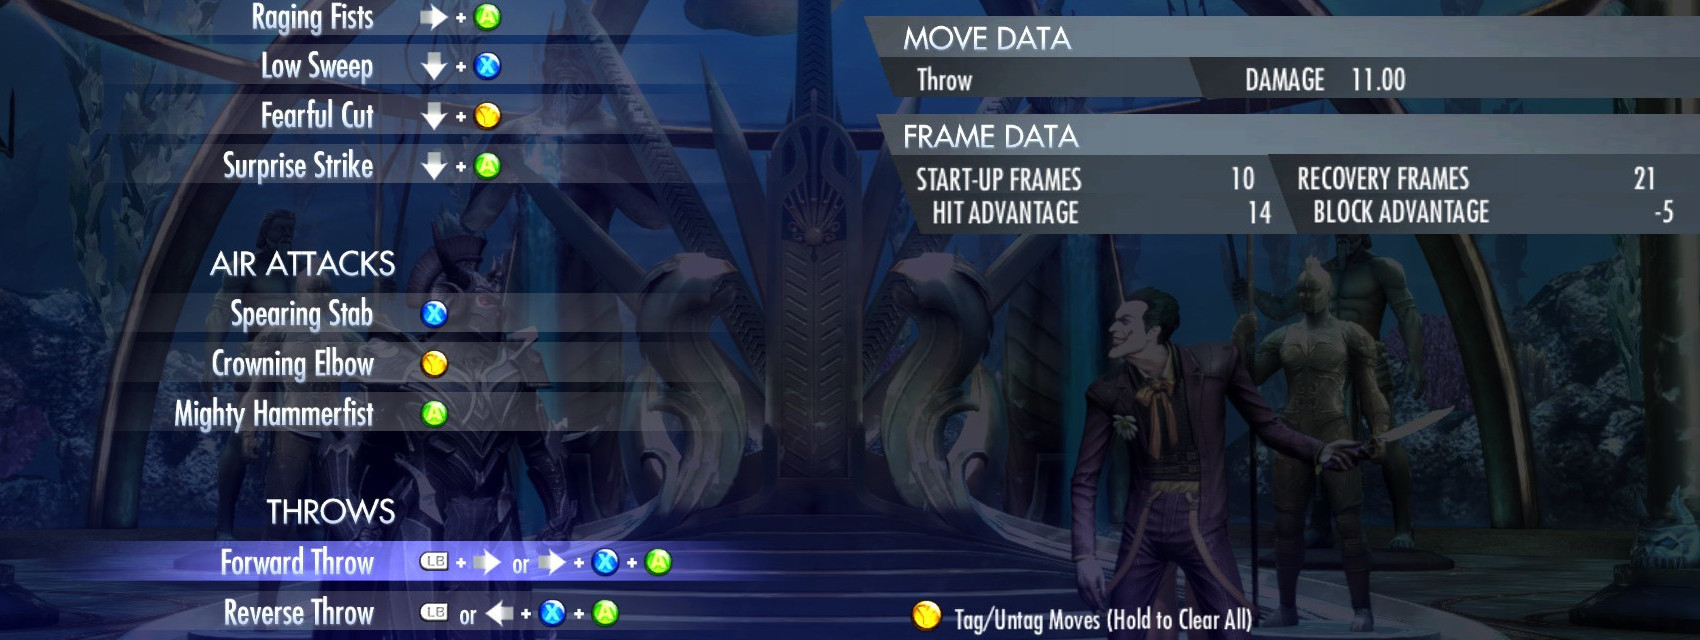 Raging Fists + A
Low Sweep + X
Fearful Cut + Y
Surprise Strike + A
AIR ATTACKS
Spearing Stab X
Crowning Elbow Y
Mighty Hammerfist A
THROWS
Forward Throw LB + or + X + A
Reverse Throw LB or + X + A
MOVE DATA
Throw DAMAGE 11.00
FRAME DATA
START-UP FRAMES 10 RECOVERY FRAMES 21
HIT ADVANTAGE 14 BLOCK ADVANTAGE -5
Y Tag/Untag Moves (Hold to Clear All)